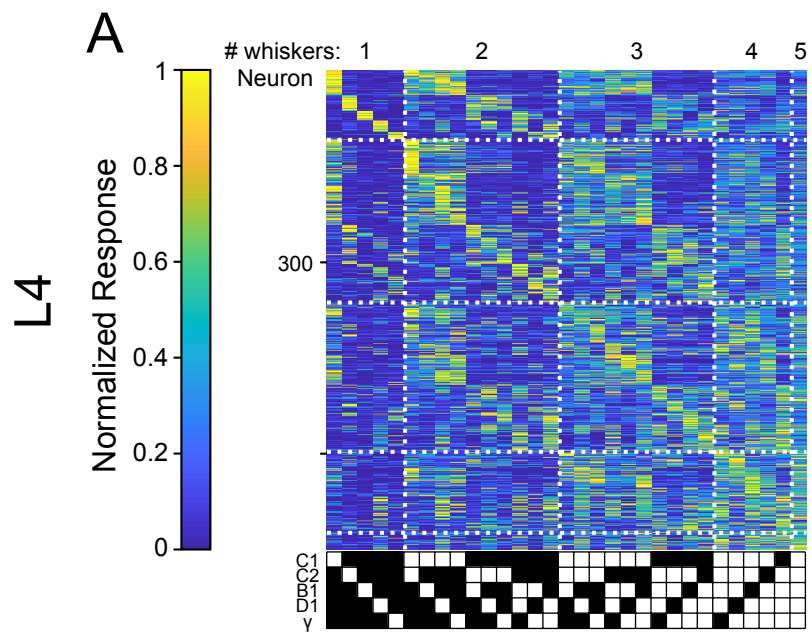 A
# whiskers: 1 2 3 4 5
Neuron
L4
Normalized Response
1
0.8
0.6
0.4
0.2
0
300
C1
C2
B1
D1
γ